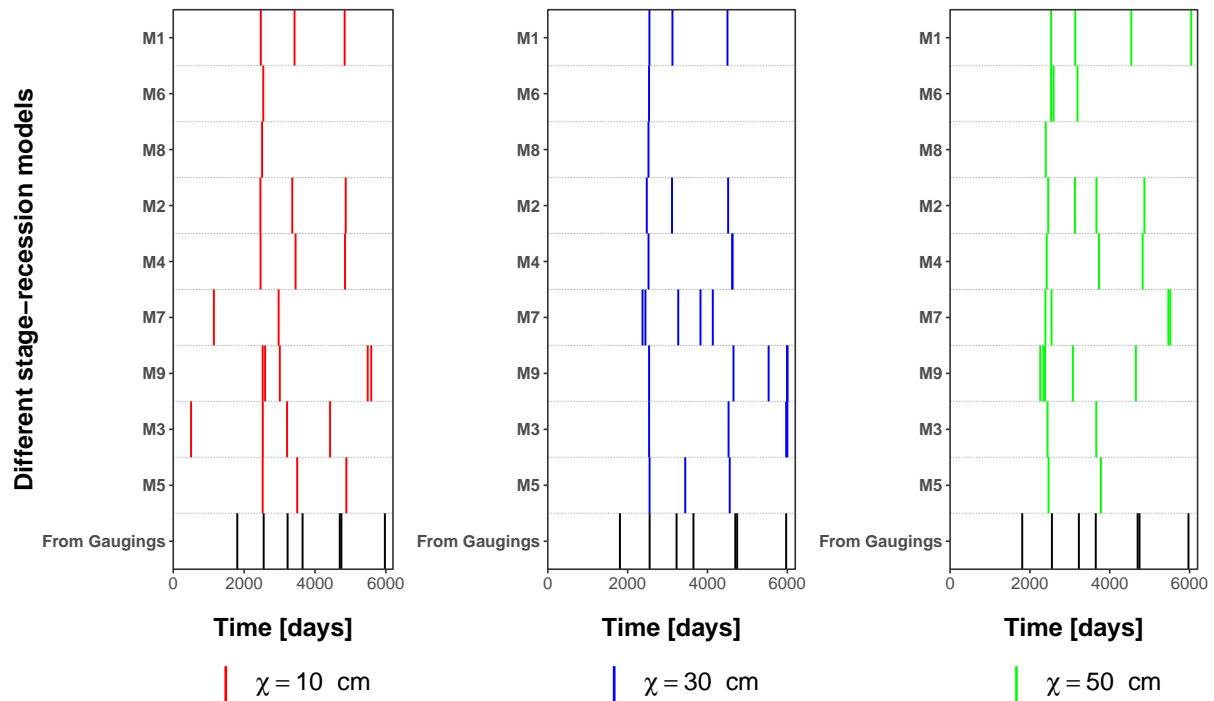 Different stage−recession models
M1
M6
M8
M2
M4
M7
M9
M3
M5
From Gaugings
0 2000 4000 6000
Time [days]
χ = 10 cm
M1
M6
M8
M2
M4
M7
M9
M3
M5
From Gaugings
0 2000 4000 6000
Time [days]
χ = 30 cm
M1
M6
M8
M2
M4
M7
M9
M3
M5
From Gaugings
0 2000 4000 6000
Time [days]
χ = 50 cm